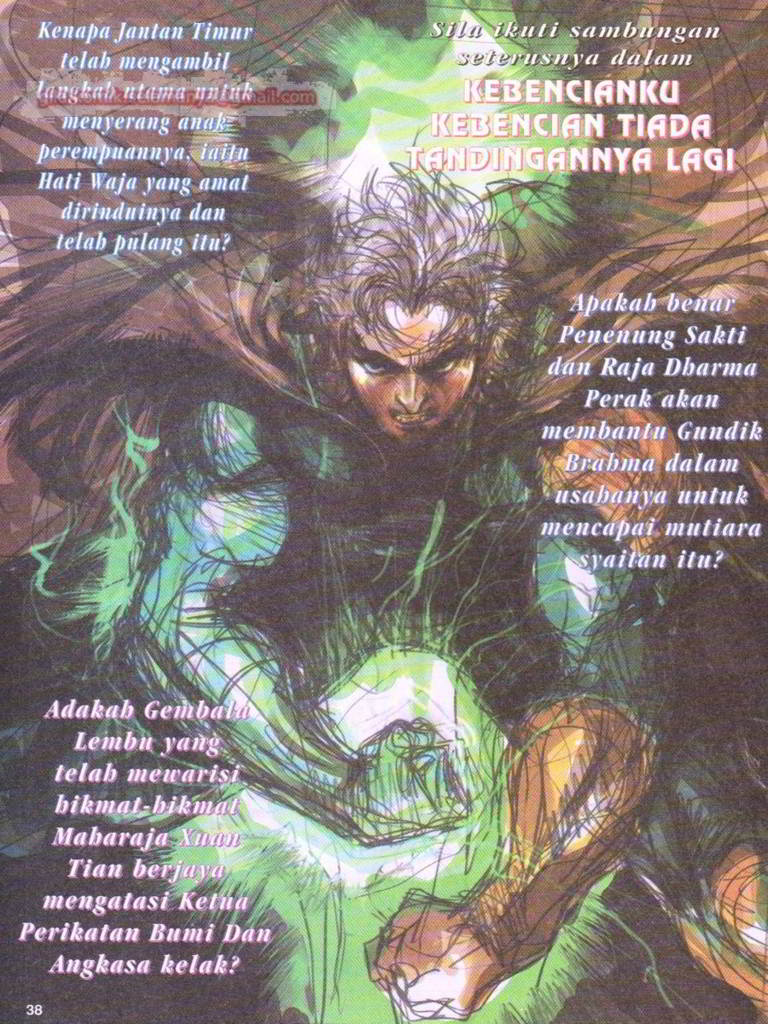 Kenapa Jantan Timur
telah mengambil
langkah utama untuk
menyerang anak
perempuannya, iaitu
Hati Waja yang amat
dirinduinya dan
telah pulang itu?
Sila ikuti sambungan
seterusnya dalam
KEBENCIANKU
KEBENCIAN TIADA
TANDINGANNYA LAGI
Apakah benar
Penenung Sakti
dan Raja Dharma
Perak akan
membantu Gundik
Brahma dalam
usahanya untuk
mencapai mutiara
syaitan itu?
Adakah Gembala
Lembu yang
telah mewarisi
hikmat-hikmat
Maharaja Xuan
Tian berjaya
mengatasi Ketua
Perikatan Bumi Dan
Angkasa kelak?
38